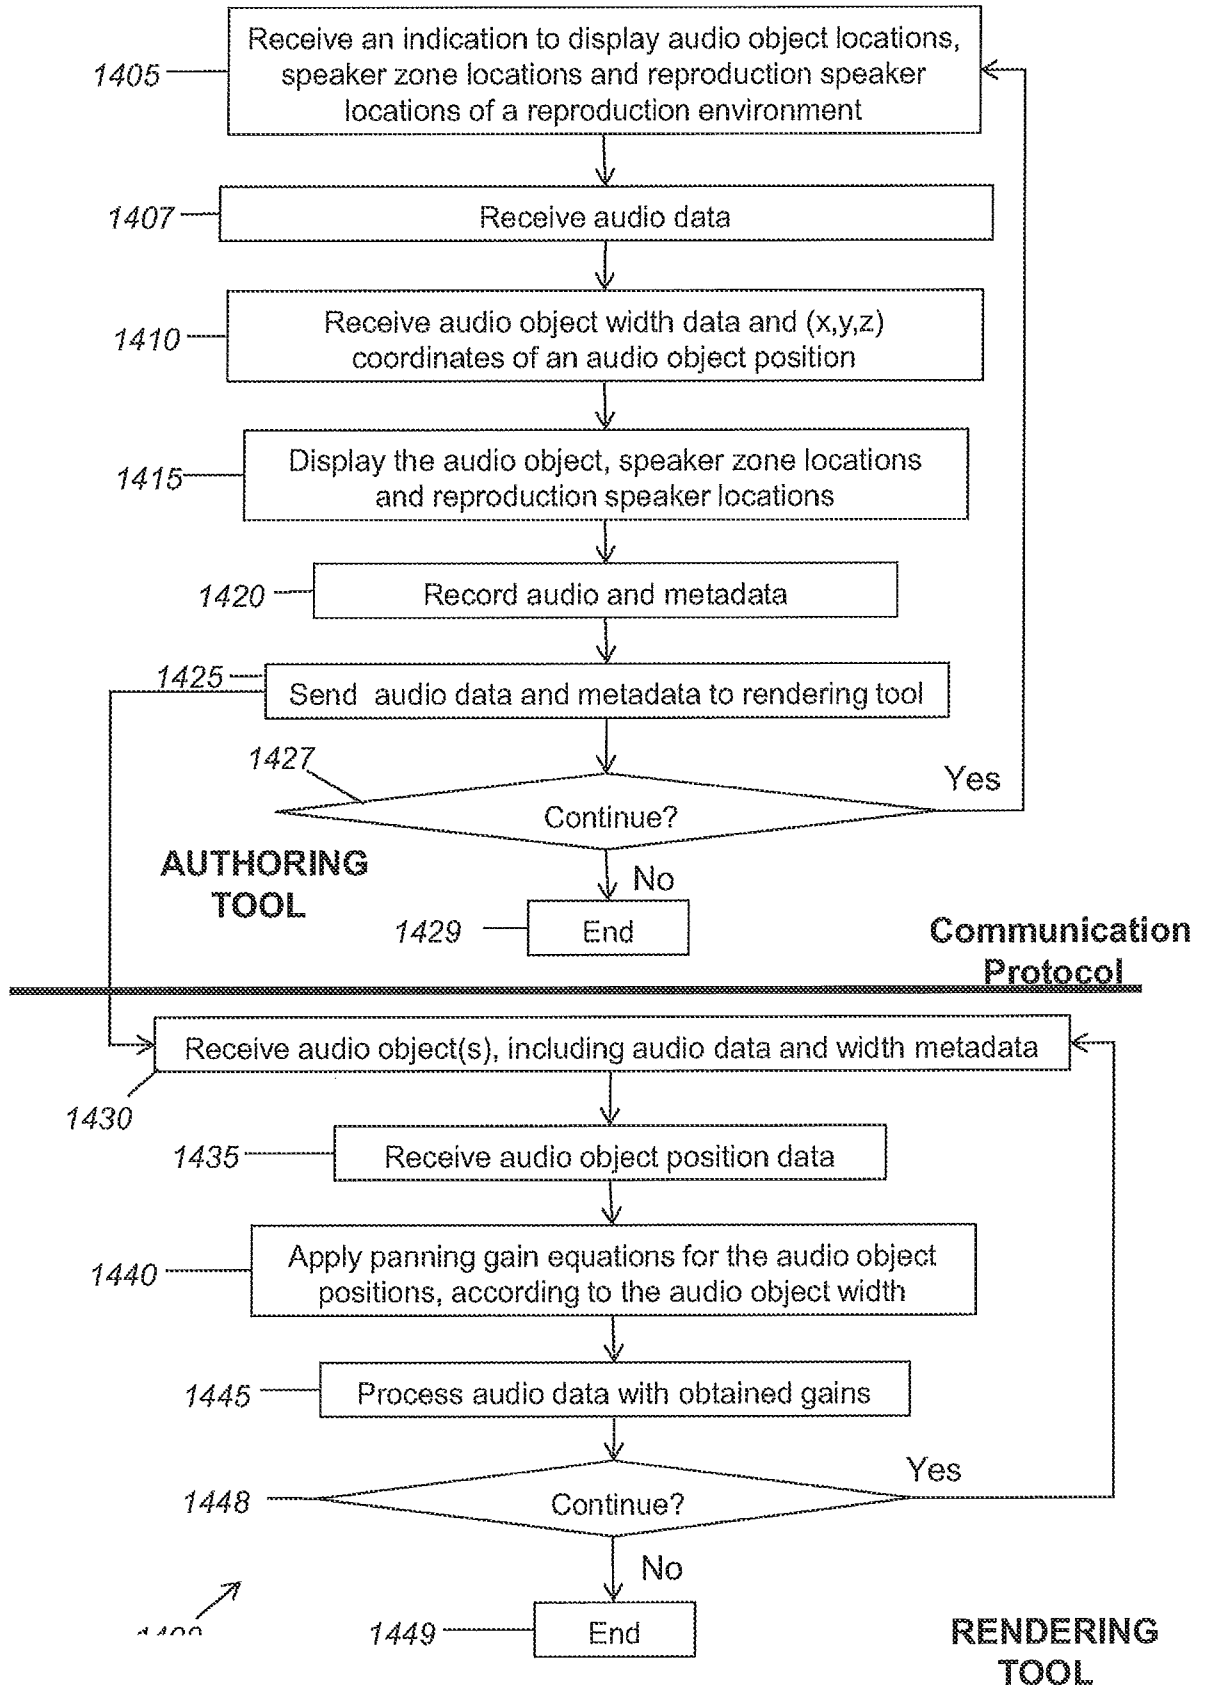 Receive an indication to display audio object locations,
1405
speaker zone locations and reproduction speaker
locations of a reproduction environment
1407
Receive audio data
1410
Receive audio object width data and (x,y,z)
coordinates of an audio object position
1415
Display the audio object, speaker zone locations
and reproduction speaker locations
1420
Record audio and metadata
1425
Send audio data and metadata to rendering tool
1427
Yes
Continue?
AUTHORING
TOOL
No
1429
End
Communication
Protocol
Receive audio object(s), including audio data and width metadata
1430
1435
Receive audio object position data
1440
Apply panning gain equations for the audio object
positions, according to the audio object width
1445
Process audio data with obtained gains
Yes
1448
Continue?
No
1449
End
RENDERING
TOOL